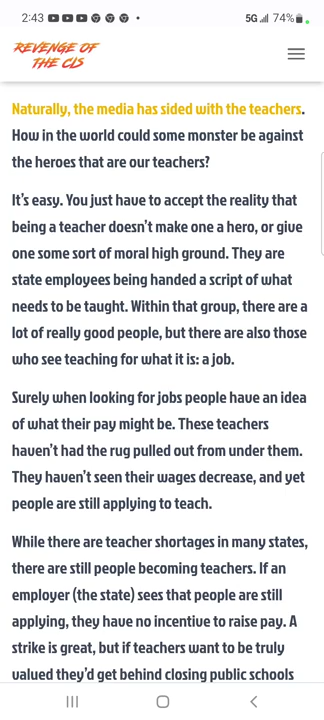 2:43
5G 74%
REVENGE OF
THE CIS
Naturally, the media has sided with the teachers.
How in the world could some monster be against
the heroes that are our teachers?
It's easy. You just have to accept the reality that
being a teacher doesn't make one a hero, or give
one some sort of moral high ground. They are
state employees being handed a script of what
needs to be taught. Within that group, there are a
lot of really good people, but there are also those
who see teaching for what it is: a job.
Surely when looking for jobs people have an idea
of what their pay might be. These teachers
haven't had the rug pulled out from under them.
They haven't seen their wages decrease, and yet
people are still applying to teach.
While there are teacher shortages in many states,
there are still people becoming teachers. If an
employer (the state) sees that people are still
applying, they have no incentive to raise pay. A
strike is great, but if teachers want to be truly
valued they'd get behind closing public schools